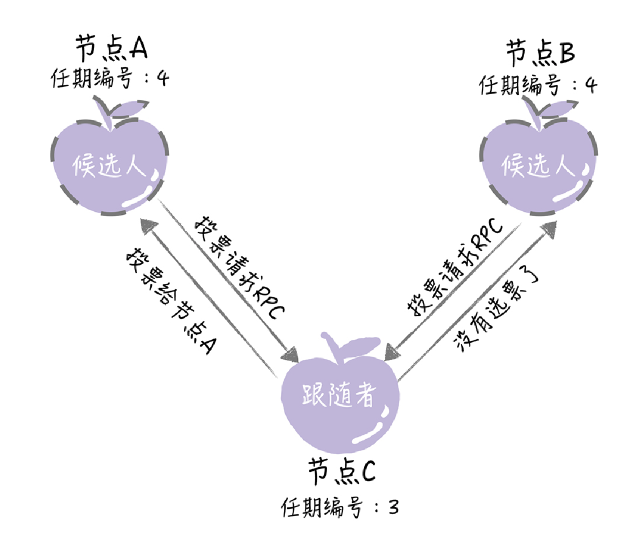 节点A
任期编号：4
候选人
节点B
任期编号：4
候选人
投票请求RPC
投票给节点A
投票请求RPC
没有选票了
跟随者
节点C
任期编号：3